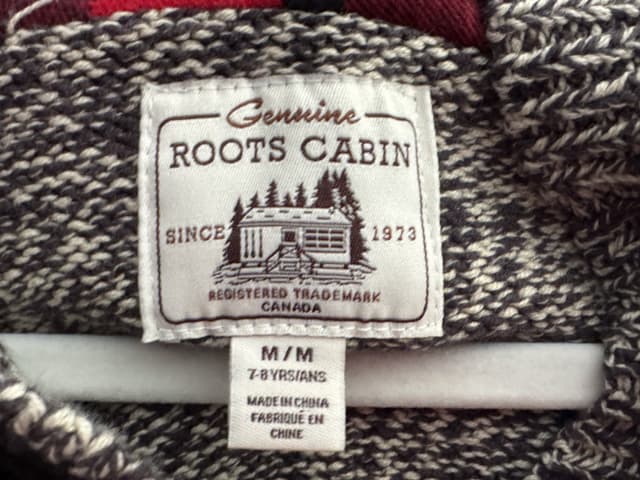 Genuine
ROOTS CABIN
SINCE 1973
REGISTERED TRADEMARK
CANADA
M/M
7-8 YRS/ANS
MADE IN CHINA
FABRIQUÉ EN
CHINE